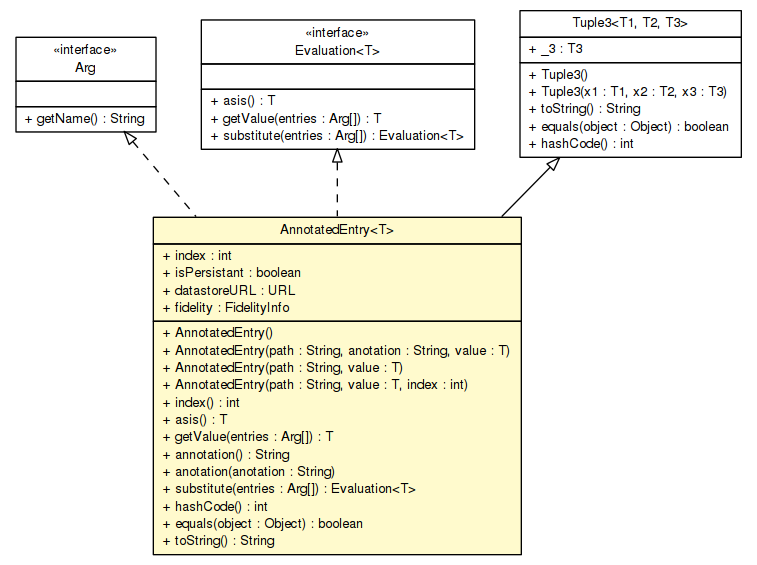 «interface»
Arg
+ getName() : String
«interface»
Evaluation<T>
+ asis() : T
+ getValue(entries : Arg[]) : T
+ substitute(entries : Arg[]) : Evaluation<T>
Tuple3<T1, T2, T3>
+ _3 : T3
+ Tuple3()
+ Tuple3(x1 : T1, x2 : T2, x3 : T3)
+ toString() : String
+ equals(object : Object) : boolean
+ hashCode() : int
AnnotatedEntry<T>
+ index : int
+ isPersistant : boolean
+ datastoreURL : URL
+ fidelity : FidelityInfo
+ AnnotatedEntry()
+ AnnotatedEntry(path : String, anotation : String, value : T)
+ AnnotatedEntry(path : String, value : T)
+ AnnotatedEntry(path : String, value : T, index : int)
+ index() : int
+ asis() : T
+ getValue(entries : Arg[]) : T
+ annotation() : String
+ anotation(anotation : String)
+ substitute(entries : Arg[]) : Evaluation<T>
+ hashCode() : int
+ equals(object : Object) : boolean
+ toString() : String